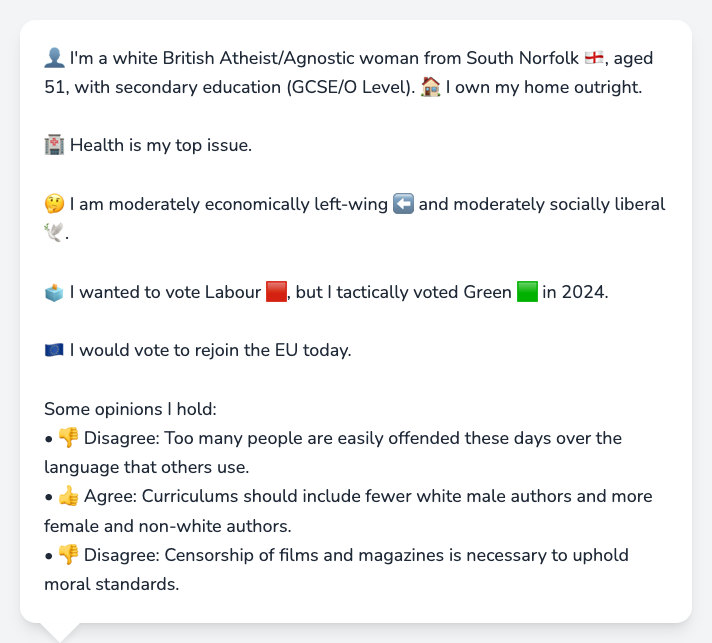 👤 I'm a white British Atheist/Agnostic woman from South Norfolk 🏴󠁧󠁢󠁥󠁮󠁧󠁿, aged
51, with secondary education (GCSE/O Level). 🏠 I own my home outright.
🏥 Health is my top issue.
🤔 I am moderately economically left-wing ⬅️ and moderately socially liberal
🕊️.
🗳️ I wanted to vote Labour 🟥, but I tactically voted Green 🟩 in 2024.
🇪🇺 I would vote to rejoin the EU today.
Some opinions I hold:
• 👎 Disagree: Too many people are easily offended these days over the
language that others use.
• 👍 Agree: Curriculums should include fewer white male authors and more
female and non-white authors.
• 👎 Disagree: Censorship of films and magazines is necessary to uphold
moral standards.